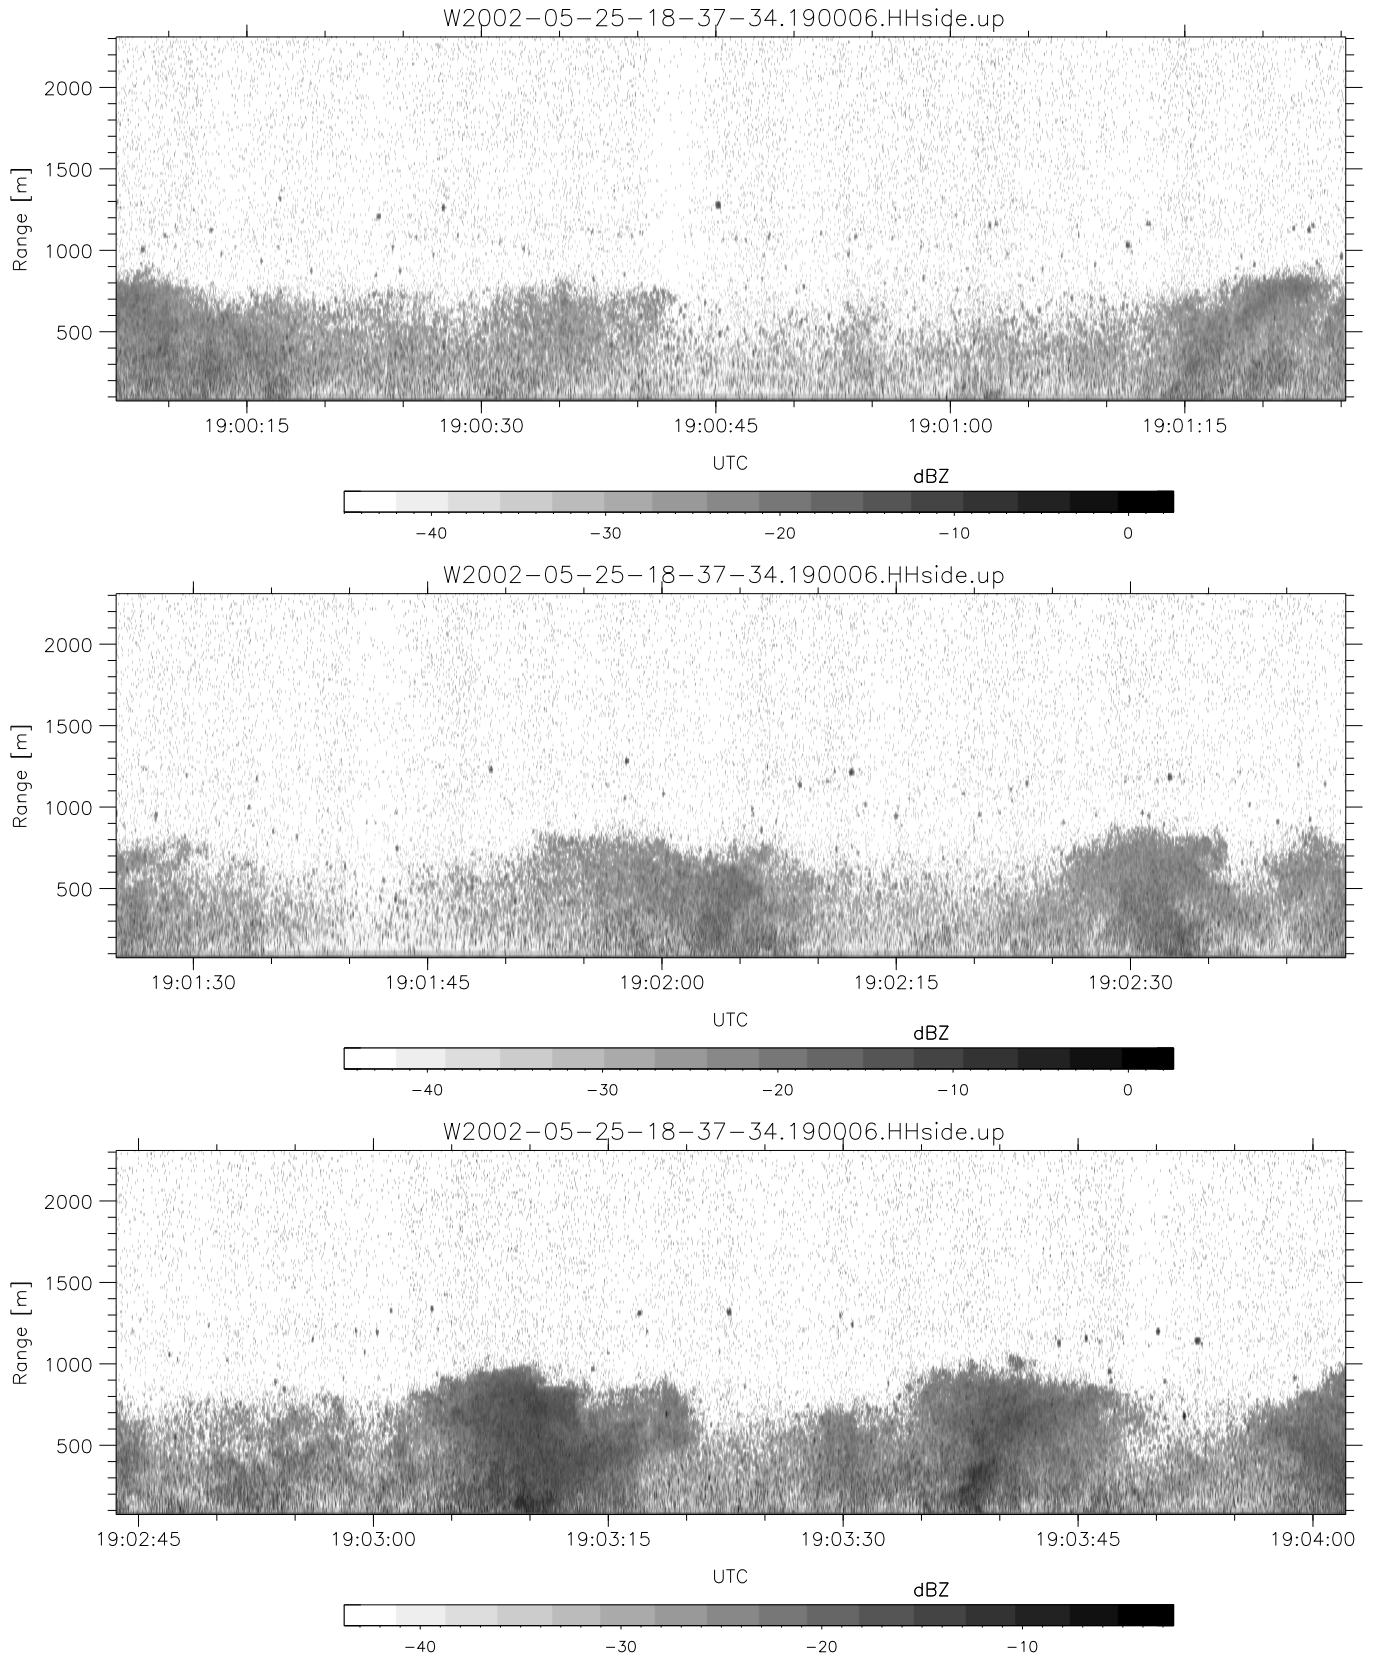 W2002-05-25-18-37-34.190006.HHside.up
2000
1500
1000
500
Range [m]
19:00:15 19:00:30 19:00:45 19:01:00 19:01:15
UTC
dBZ
-40 -30 -20 -10 0
W2002-05-25-18-37-34.190006.HHside.up
2000
1500
1000
500
Range [m]
19:01:30 19:01:45 19:02:00 19:02:15 19:02:30
UTC
dBZ
-40 -30 -20 -10 0
W2002-05-25-18-37-34.190006.HHside.up
2000
1500
1000
500
Range [m]
19:02:45 19:03:00 19:03:15 19:03:30 19:03:45 19:04:00
UTC
dBZ
-40 -30 -20 -10